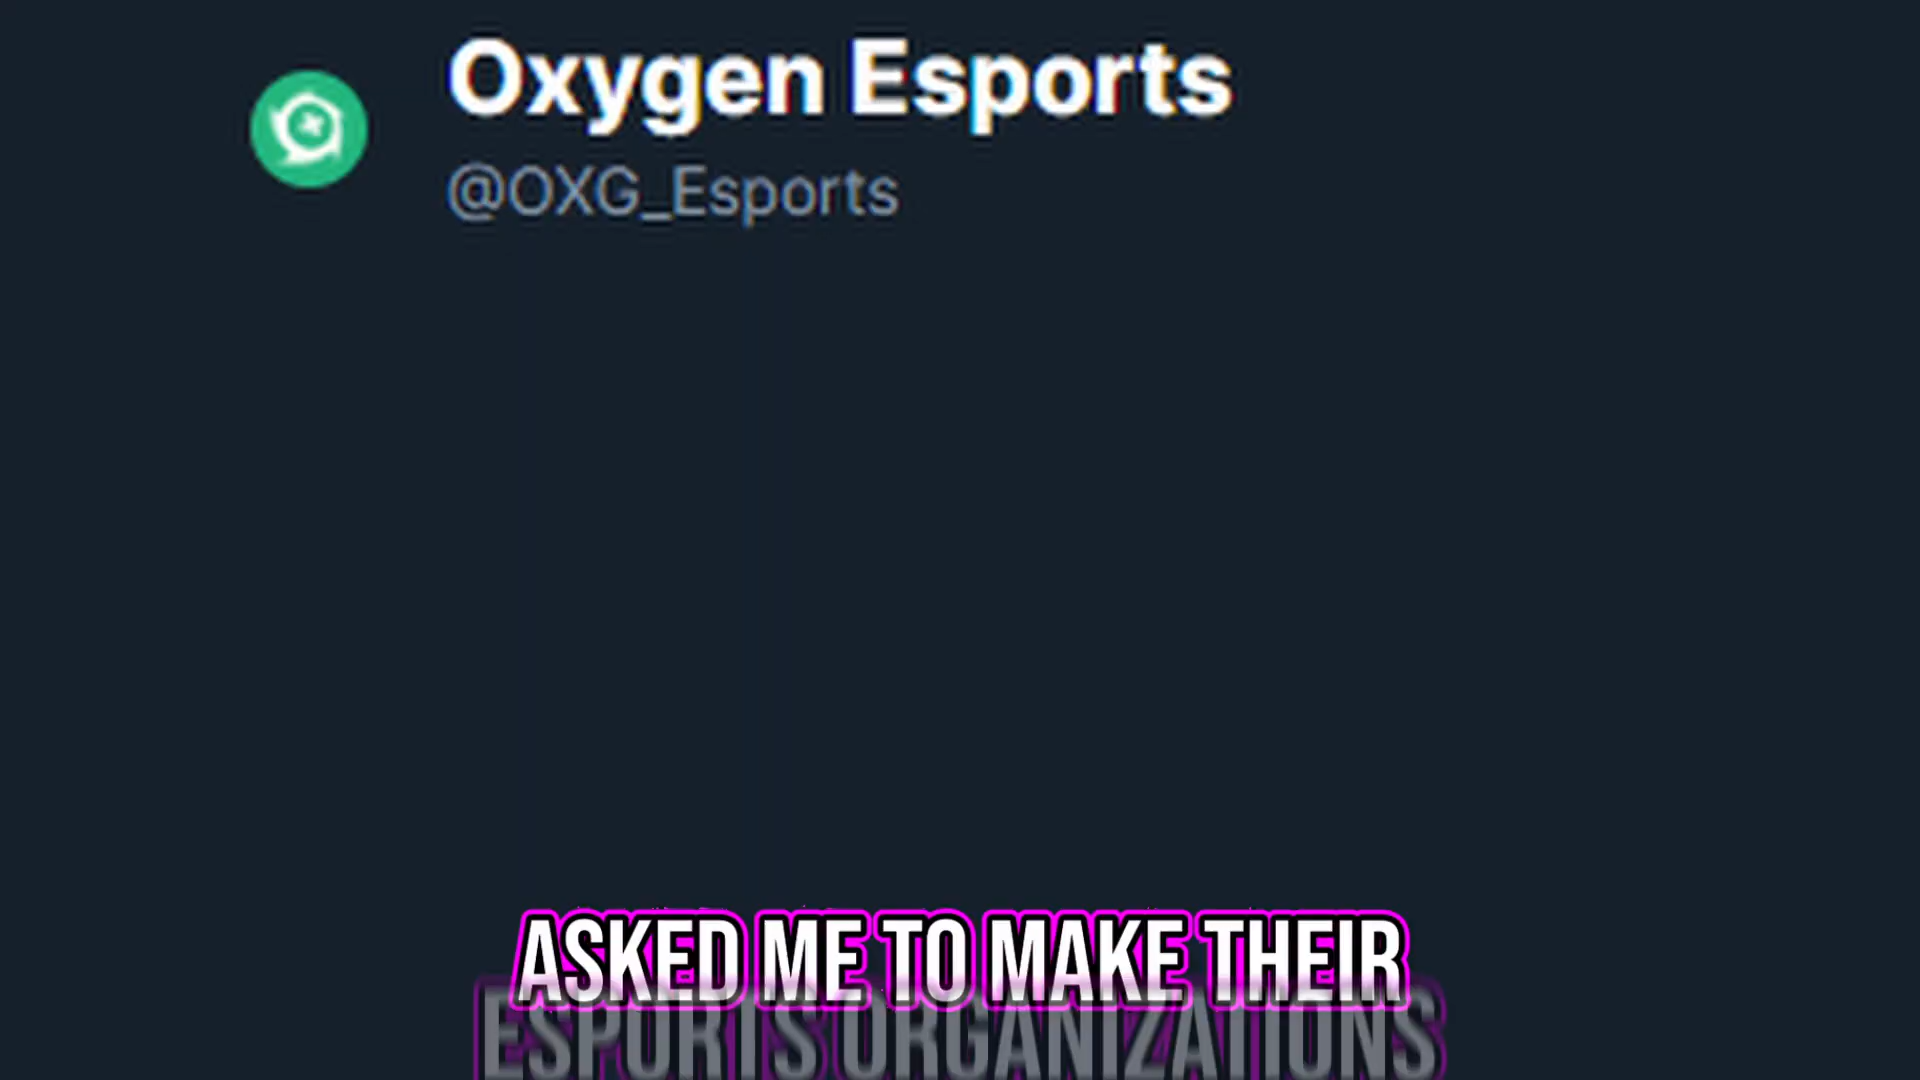 Oxygen Esports
@OXG_Esports
ASKED ME TO MAKE THEIR
ESPORTS ORGANIZATIONS